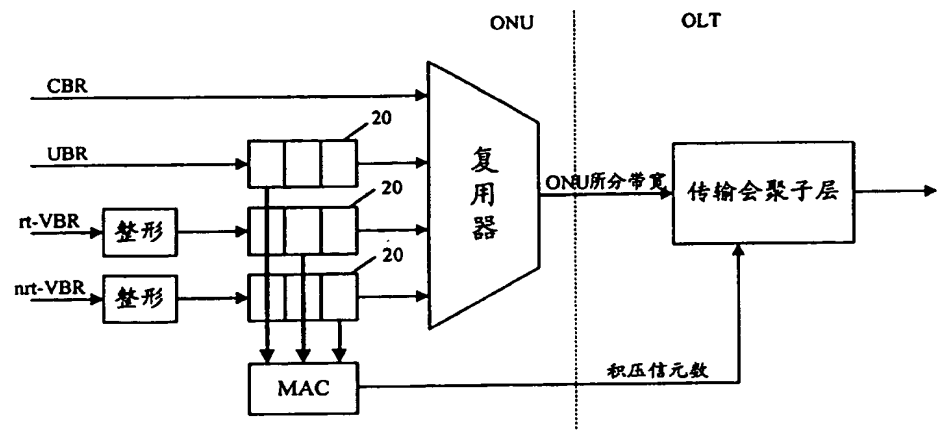 ONU
OLT
CBR
20
UBR
20
rt-VBR
整形
20
nrt-VBR
整形
复用器
ONU所分带宽
传输会聚子层
MAC
积压信元数